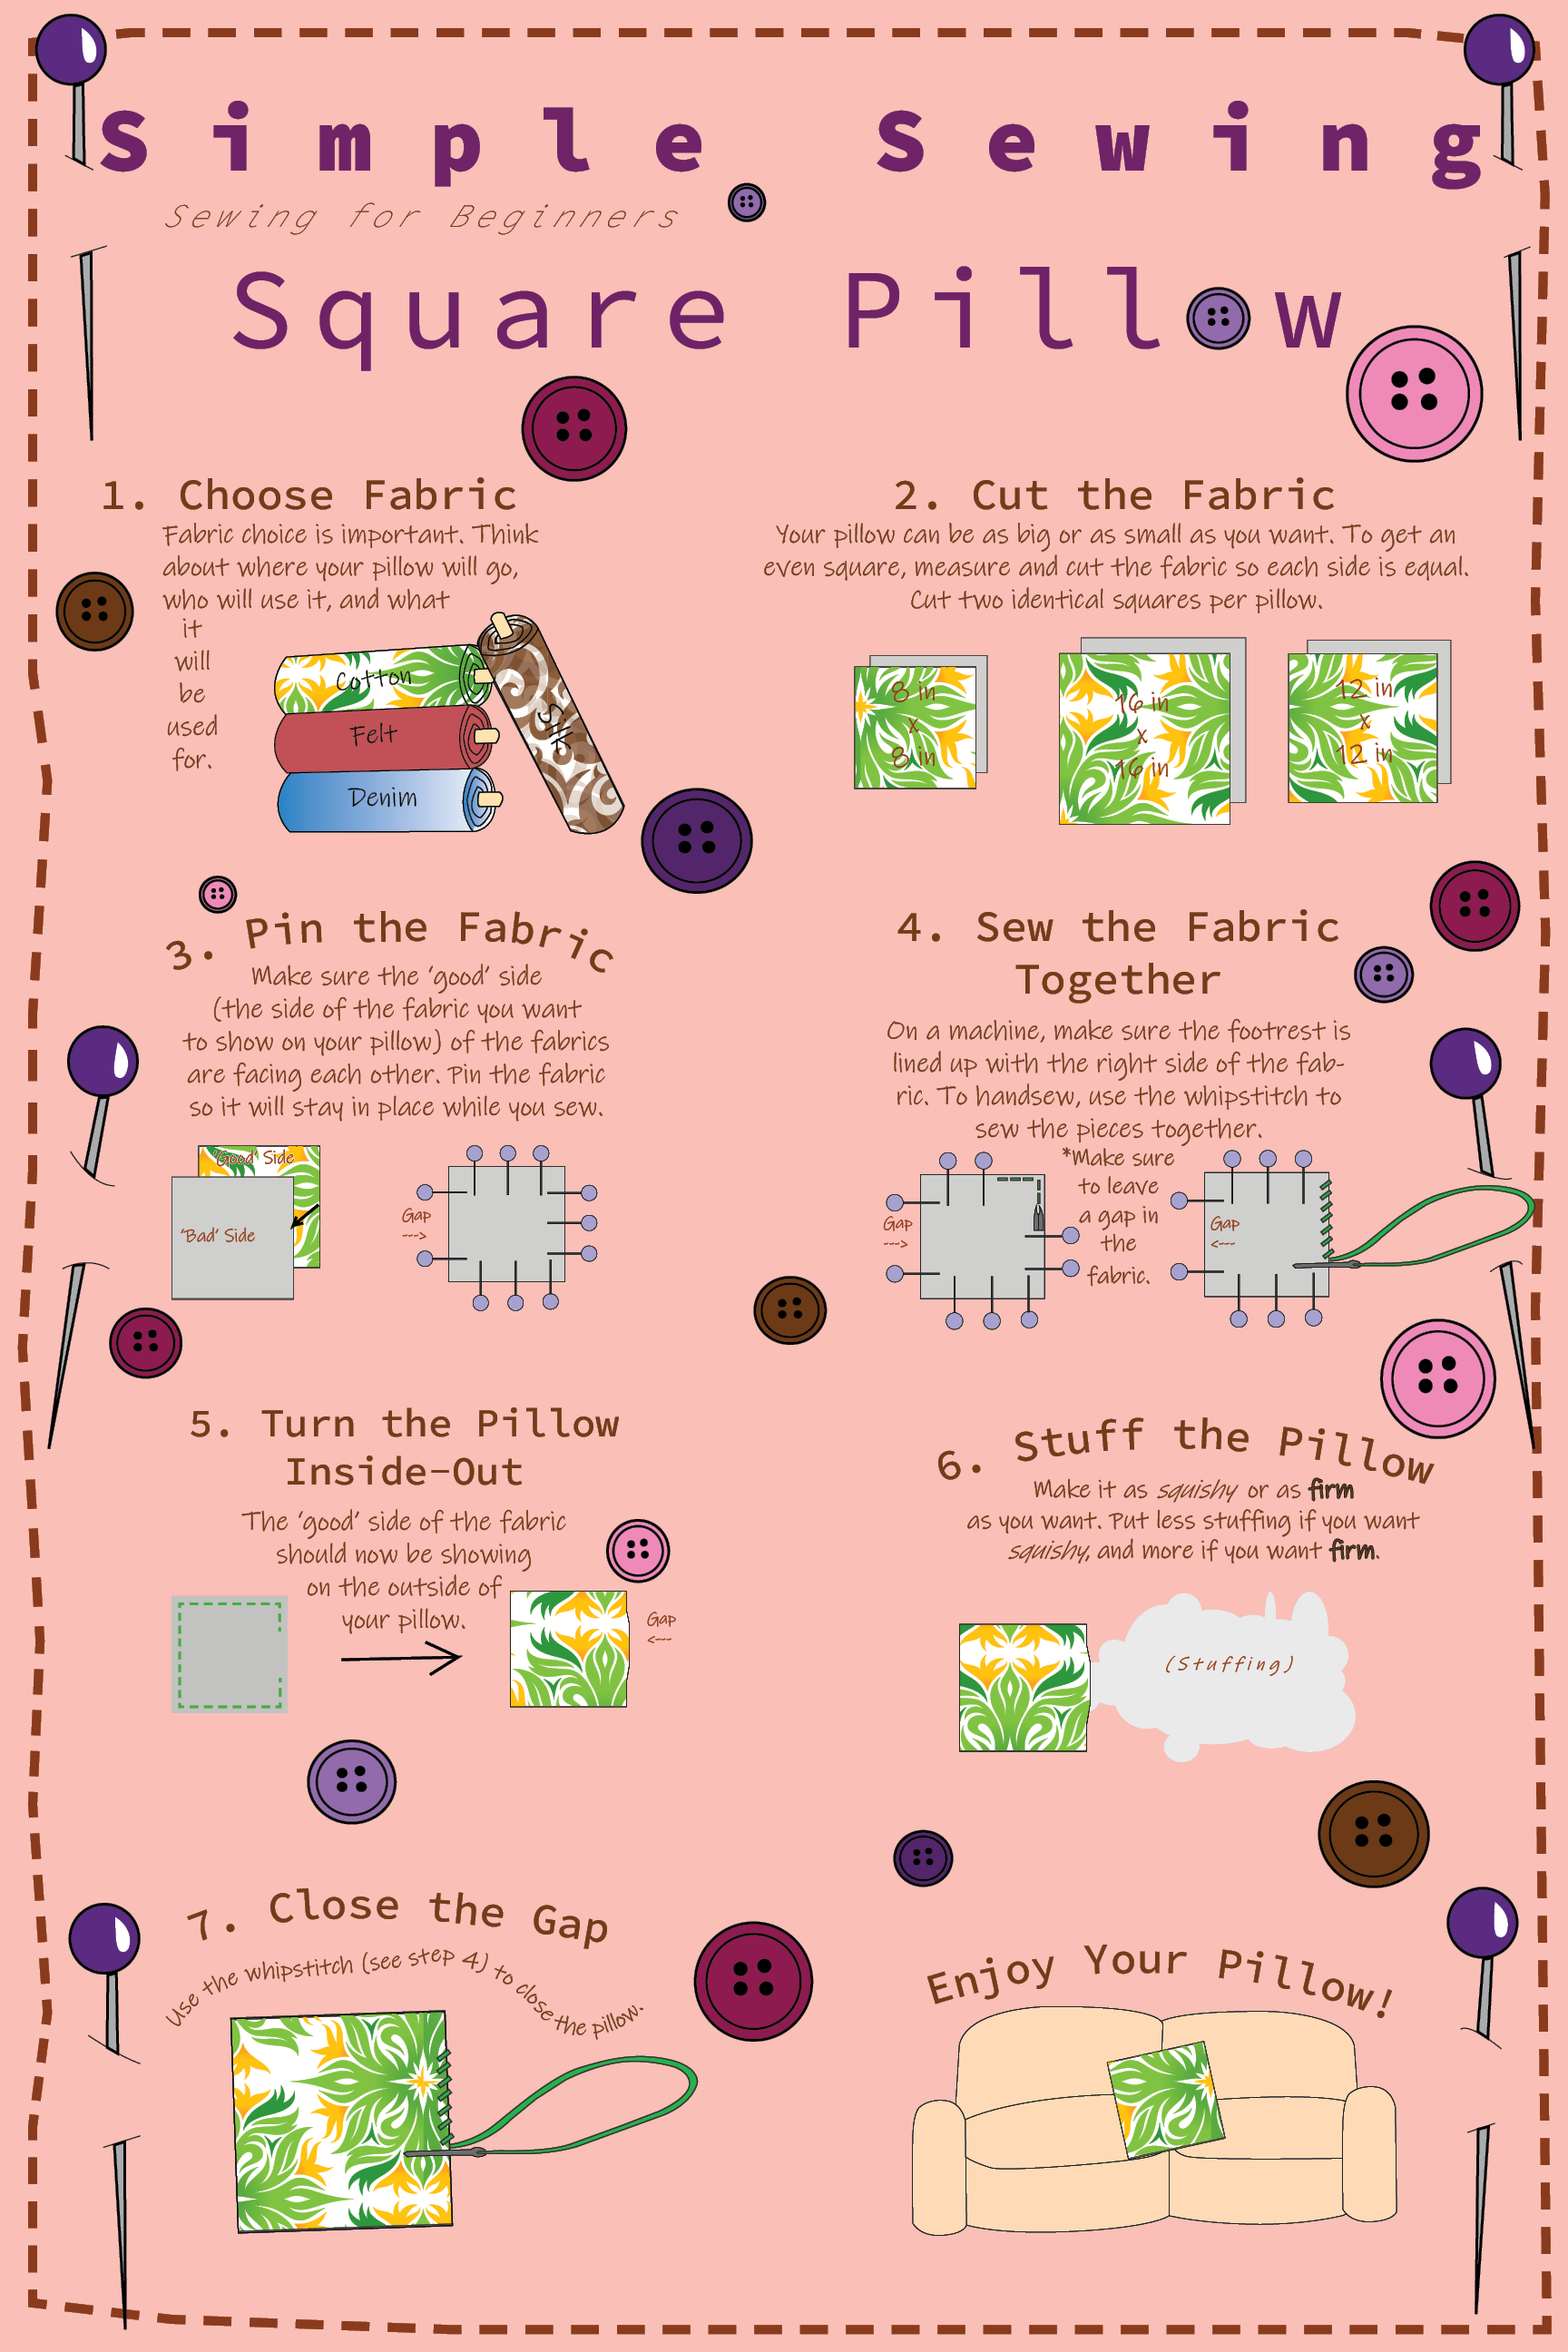 Simple Sewing
Sewing for Beginners
Square Pillow
1. Choose Fabric
Fabric choice is important. Think
about where your pillow will go,
who will use it, and what
it
will
be
used
for.
Cotton
Felt
Denim
Silk
2. Cut the Fabric
Your pillow can be as big or as small as you want. To get an
even square, measure and cut the fabric so each side is equal.
Cut two identical squares per pillow.
8 in
x
8 in
16 in
x
16 in
12 in
x
12 in
3. Pin the Fabric
Make sure the ‘good’ side
(the side of the fabric you want
to show on your pillow) of the fabrics
are facing each other. Pin the fabric
so it will stay in place while you sew.
‘Good’ Side
‘Bad’ Side
Gap
--->
4. Sew the Fabric
Together
On a machine, make sure the footrest is
lined up with the right side of the fab-
ric. To handsew, use the whipstitch to
sew the pieces together.
*Make sure
to leave
a gap in
the
fabric.
Gap
--->
Gap
<---
5. Turn the Pillow
Inside-Out
The ‘good’ side of the fabric
should now be showing
on the outside of
your pillow.
Gap
<---
6. Stuff the Pillow
Make it as squishy or as firm
as you want. Put less stuffing if you want
squishy, and more if you want firm.
(Stuffing)
7. Close the Gap
Use the whipstitch (see step 4) to close the pillow.
Enjoy Your Pillow!